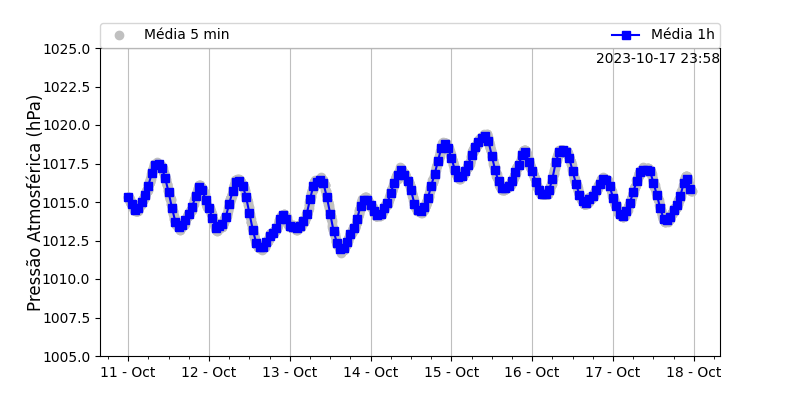 Média 5 min
Média 1h
2023-10-17 23:58
Pressão Atmosférica (hPa)
1025.0
1022.5
1020.0
1017.5
1015.0
1012.5
1010.0
1007.5
1005.0
11 - Oct
12 - Oct
13 - Oct
14 - Oct
15 - Oct
16 - Oct
17 - Oct
18 - Oct